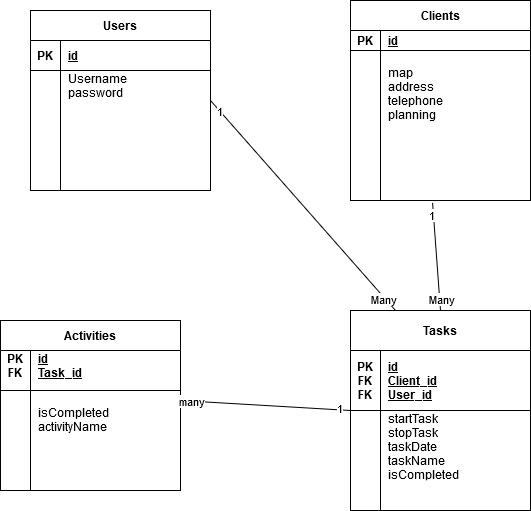 Users
PK id
Username
password
Clients
PK id
map
address
telephone
planning
1
1
Many
Many
Activities
PK id
FK Task_id
isCompleted
activityName
many
1
Tasks
PK id
FK Client_id
FK User_id
startTask
stopTask
taskDate
taskName
isCompleted